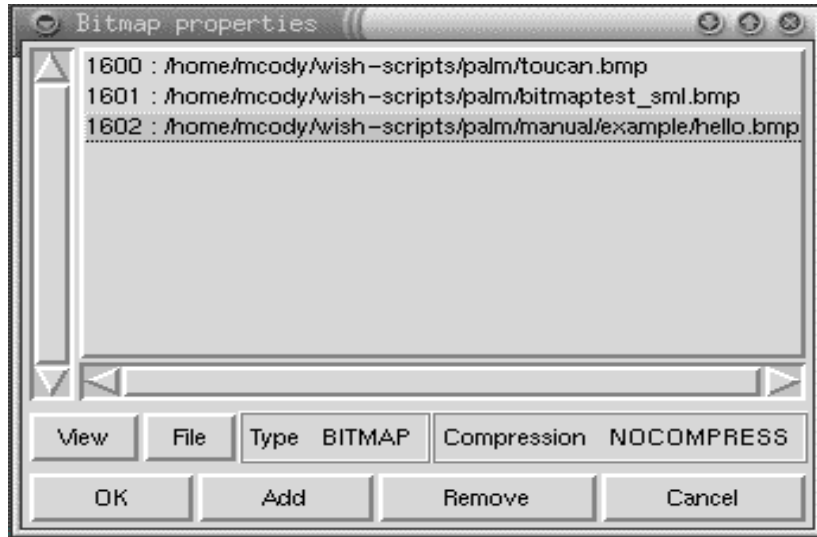 Bitmap properties
1600 : /home/mcody/wish-scripts/palm/toucan.bmp
1601 : /home/mcody/wish-scripts/palm/bitmaptest_sml.bmp
1602 : /home/mcody/wish-scripts/palm/manual/example/hello.bmp
View File Type BITMAP Compression NOCOMPRESS
OK Add Remove Cancel